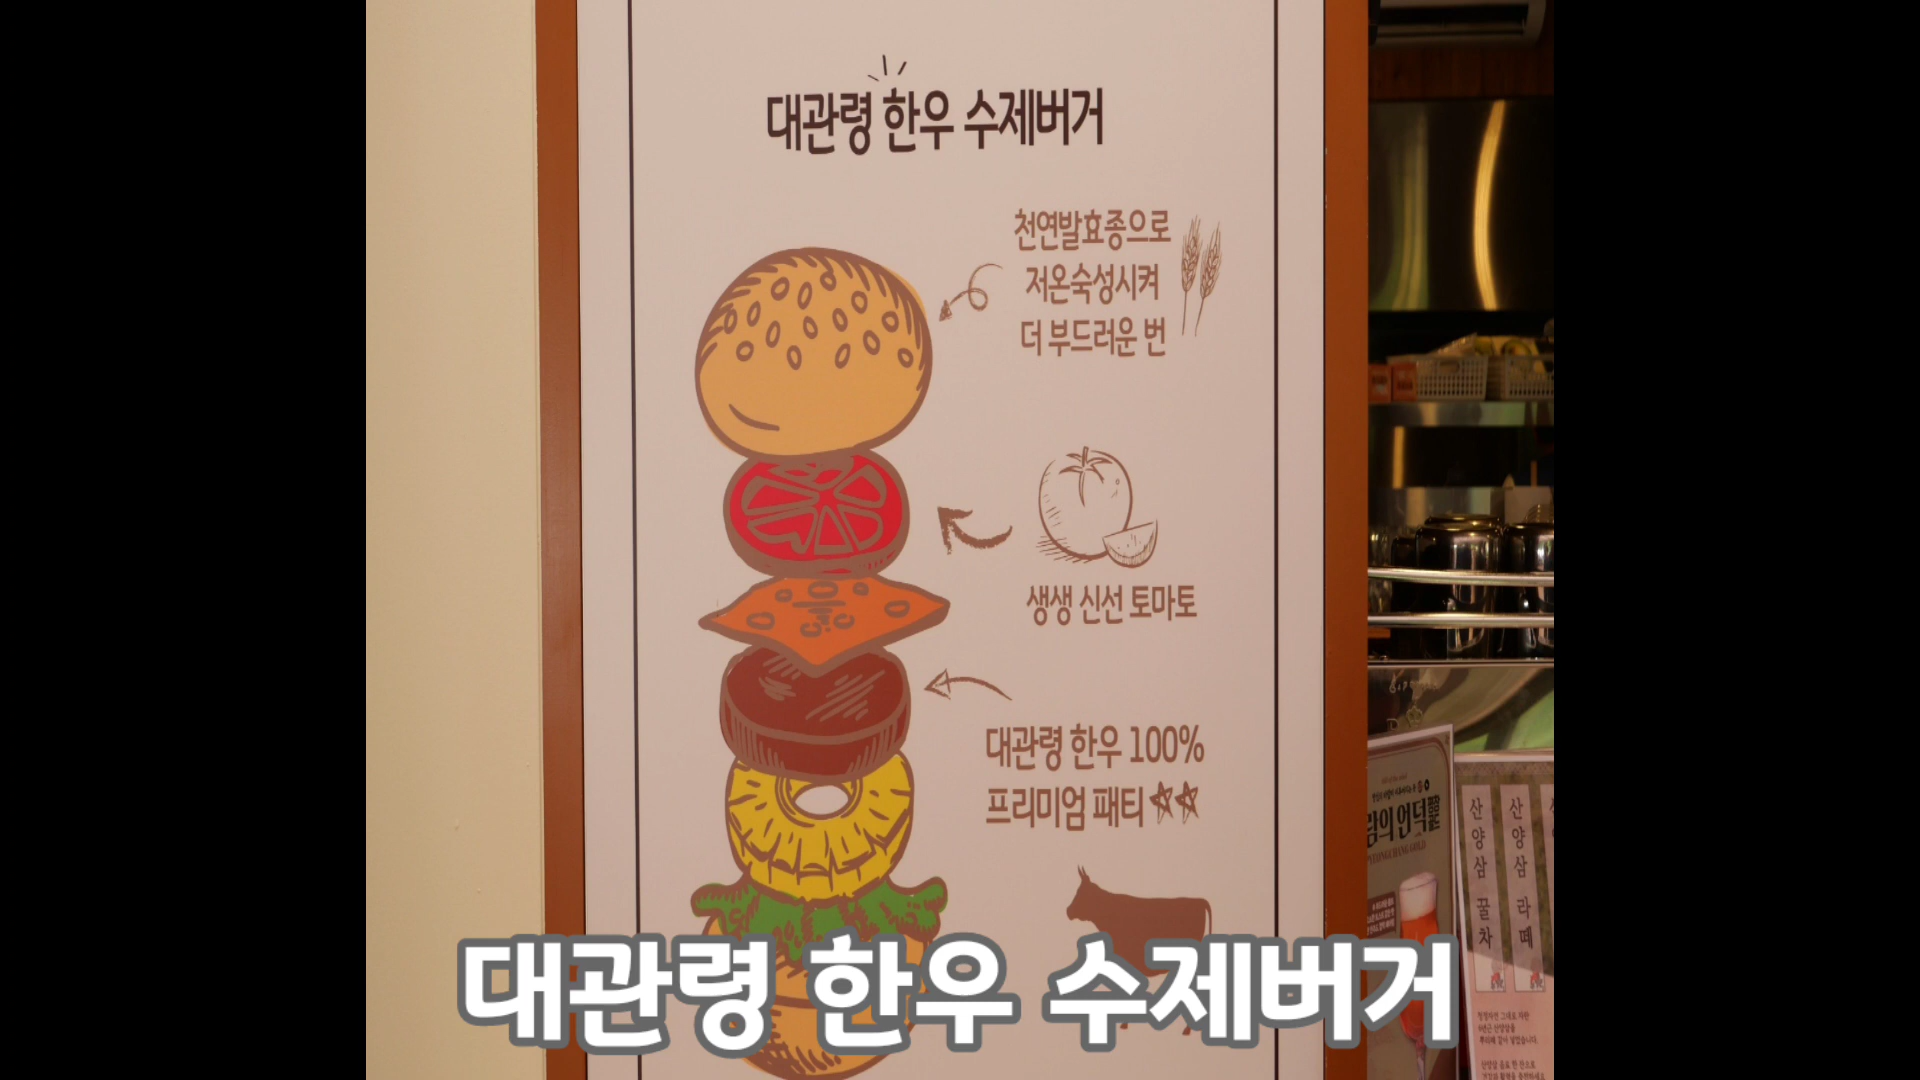 대관령 한우 수제버거
천연발효종으로
저온숙성시켜
더 부드러운 번
생생 신선 토마토
대관령 한우 100%
프리미엄 패티
대관령 한우 수제버거
의 언덕
산양삼 꿀차
산양삼 라떼